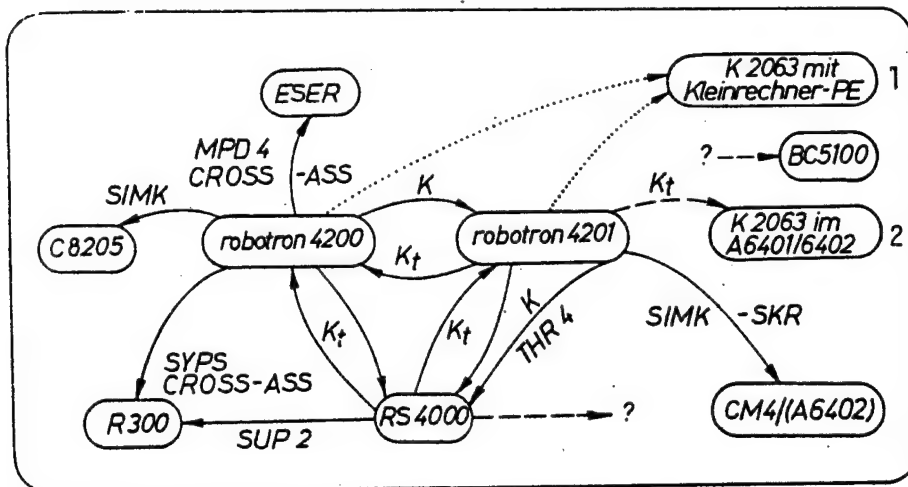 K 2063 mit
Kleinrechner-PE
1
ESER
MPD 4
CROSS -ASS
? BC5100
SIMK
K
Kt
K 2063 im
A6401/6402
2
C8205
robotron 4200
robotron 4201
Kt
K
THR 4
SIMK -SKR
Kt
Kt
SYPS
CROSS-ASS
R300
SUP 2
RS 4000
?
CM4/(A6402)